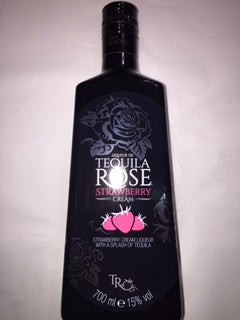 LIQUEUR DE
TEQUILA
ROSE
STRAWBERRY
CREAM
STRAWBERRY CREAM LIQUEUR
WITH A SPLASH OF TEQUILA
TR
700 ml e 15% vol